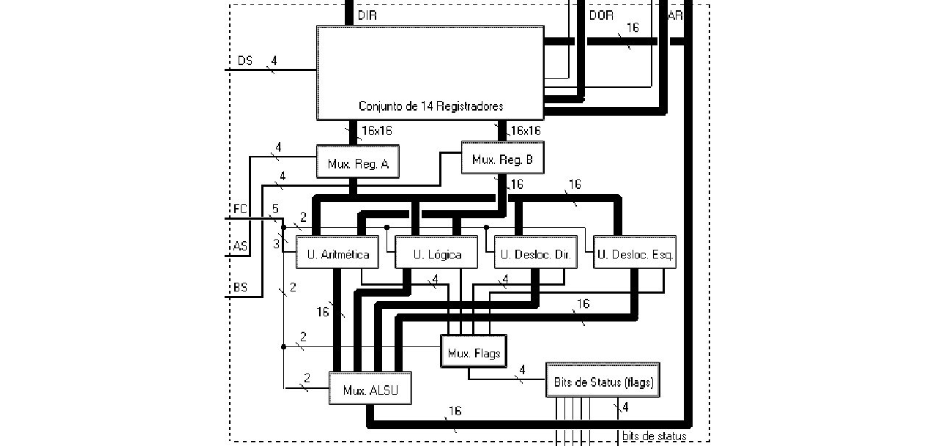 DIR DOR AR
16
DS 4
Conjunto de 14 Registradores
16x16 16x16
4 Mux. Reg. A Mux. Reg. B
4 16 16
FC 5 2
AS 3 U. Aritmética U. Lógica U. Desloc. Dir. U. Desloc. Esq.
BS 2 4 4
16 16
2 Mux. Flags
2 Mux. ALSU 4 Bits de Status (flags)
16 4
bits de status